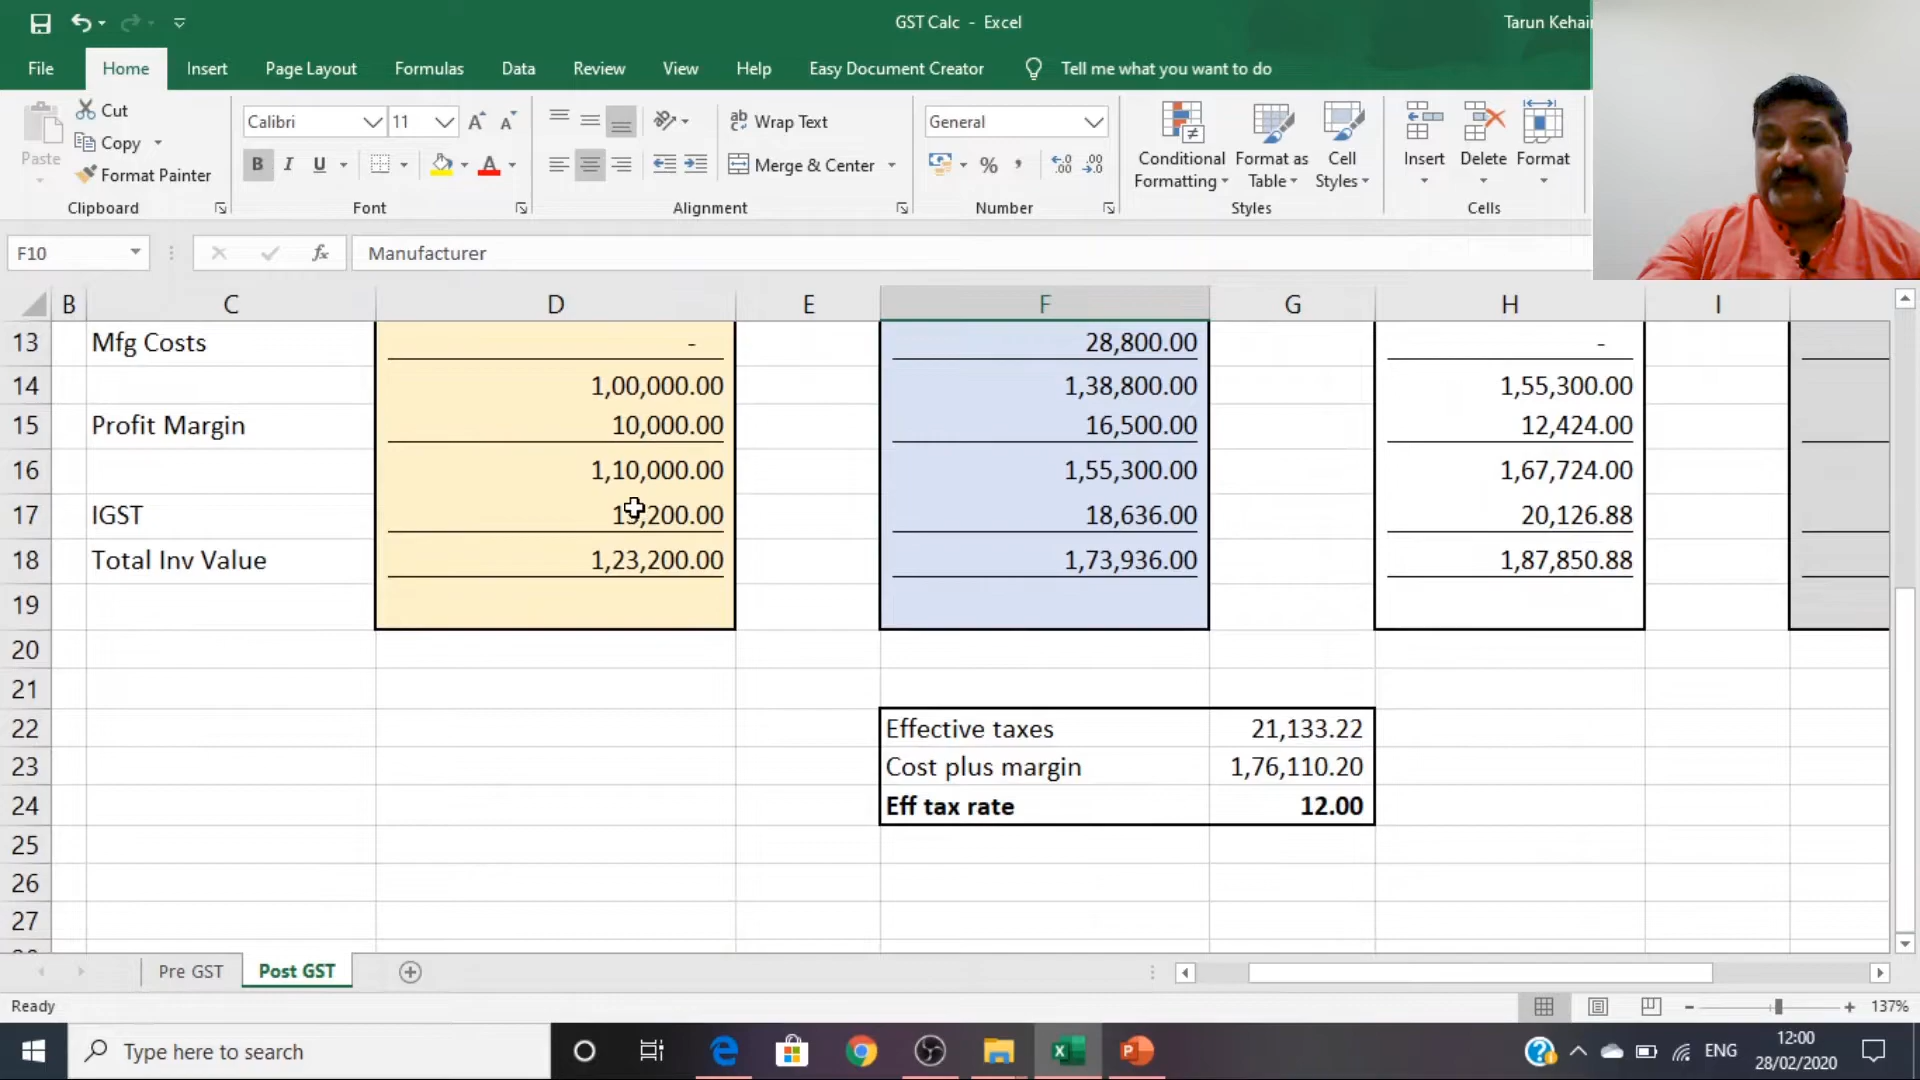 GST Calc - Excel
Tarun Kehair
File Home Insert Page Layout Formulas Data Review View Help Easy Document Creator Tell me what you want to do
Paste
Cut
Copy
Format Painter
Clipboard
Calibri 11
B I U
Font
Wrap Text
Merge & Center
Alignment
General
Number
Conditional Formatting
Format as Table
Cell Styles
Styles
Insert Delete Format
Cells
F10 fx Manufacturer
B C D E F G H I
13 Mfg Costs - 28,800.00 -
14 1,00,000.00 1,38,800.00 1,55,300.00
15 Profit Margin 10,000.00 16,500.00 12,424.00
16 1,10,000.00 1,55,300.00 1,67,724.00
17 IGST 13,200.00 18,636.00 20,126.88
18 Total Inv Value 1,23,200.00 1,73,936.00 1,87,850.88
19
20
21
22 Effective taxes 21,133.22
23 Cost plus margin 1,76,110.20
24 Eff tax rate 12.00
25
26
27
Pre GST Post GST
Ready 137%
Type here to search
ENG
12:00
28/02/2020